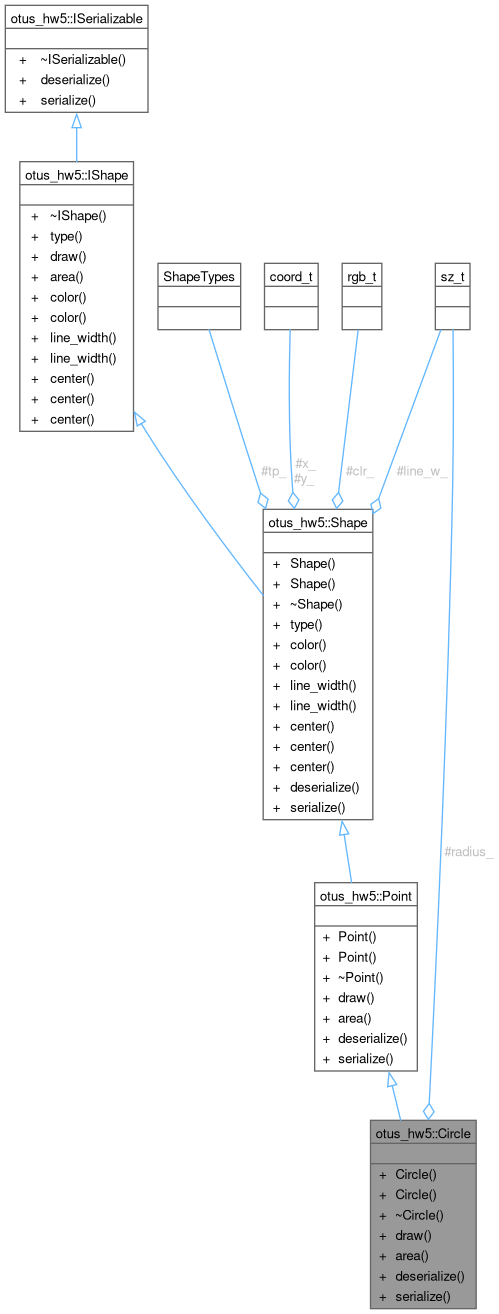 otus_hw5::ISerializable
+ ~ISerializable()
+ deserialize()
+ serialize()
otus_hw5::IShape
+ ~IShape()
+ type()
+ draw()
+ area()
+ color()
+ color()
+ line_width()
+ line_width()
+ center()
+ center()
+ center()
ShapeTypes
coord_t
rgb_t
sz_t
#tp_
#x_
#y_
#clr_
#line_w_
otus_hw5::Shape
+ Shape()
+ Shape()
+ ~Shape()
+ type()
+ color()
+ color()
+ line_width()
+ line_width()
+ center()
+ center()
+ center()
+ deserialize()
+ serialize()
#radius_
otus_hw5::Point
+ Point()
+ Point()
+ ~Point()
+ draw()
+ area()
+ deserialize()
+ serialize()
otus_hw5::Circle
+ Circle()
+ Circle()
+ ~Circle()
+ draw()
+ area()
+ deserialize()
+ serialize()